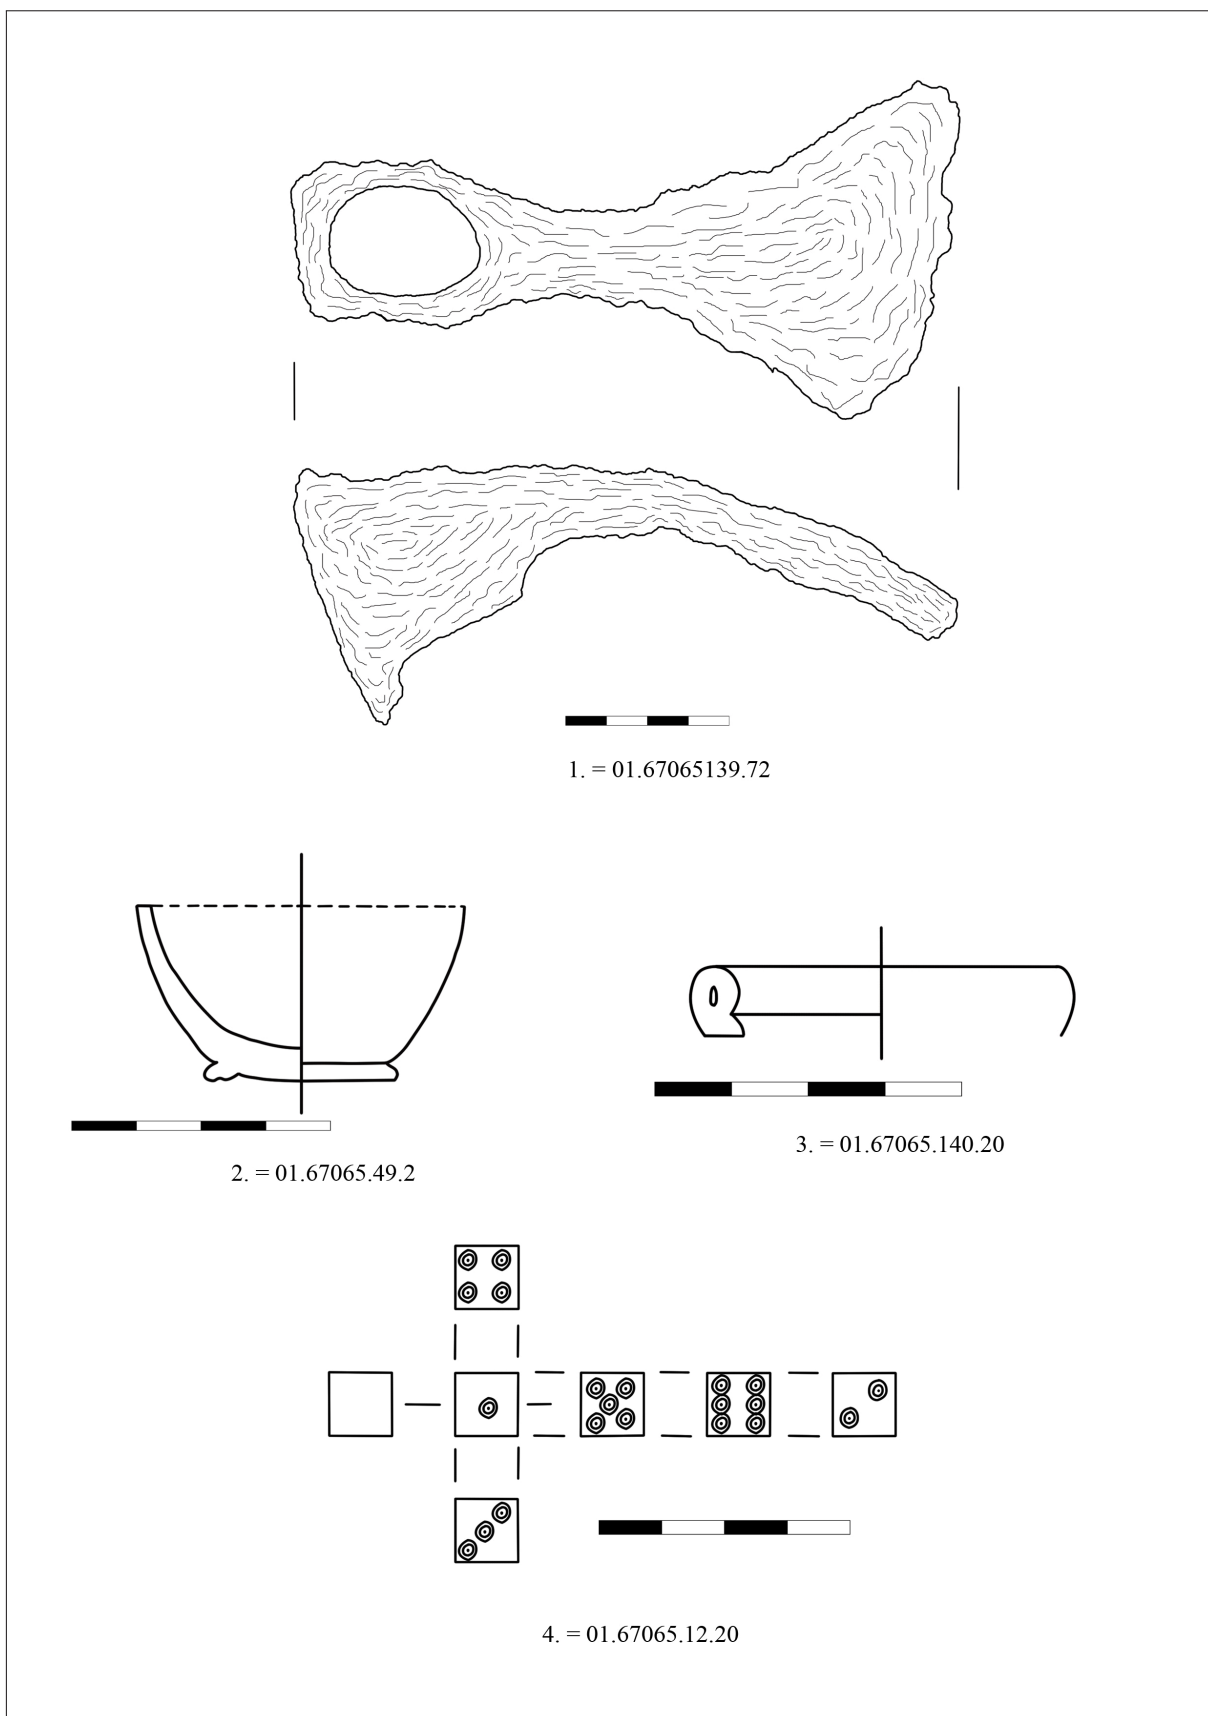 1. = 01.67065139.72
2. = 01.67065.49.2
3. = 01.67065.140.20
4. = 01.67065.12.20